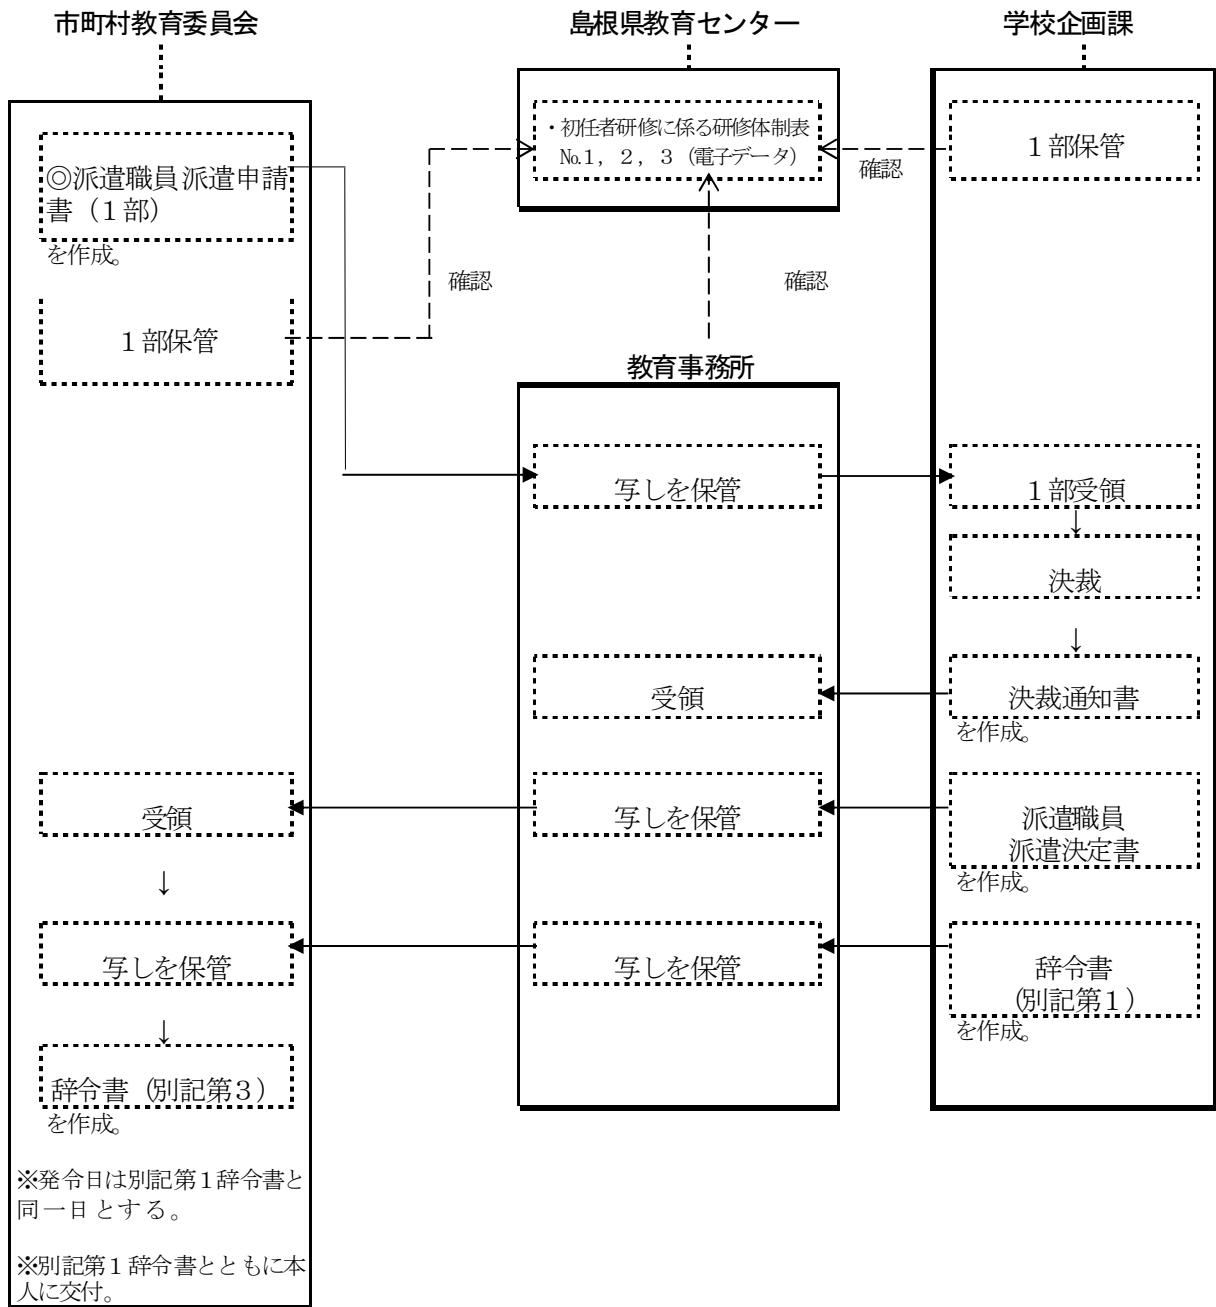 市町村教育委員会
島根県教育センター
学校企画課
・初任者研修に係る研修体制表
№1，2，3（電子データ）
１部保管
確認
◎派遣職員派遣申請
書（１部）
を作成。
確認
確認
１部保管
教育事務所
写しを保管
１部受領
↓
決裁
↓
受領
決裁通知書
を作成。
受領
写しを保管
派遣職員
派遣決定書
を作成。
↓
写しを保管
写しを保管
辞令書
（別記第１）
を作成。
↓
辞令書（別記第３）
を作成。
※発令日は別記第１辞令書と
同一日とする。
※別記第１辞令書とともに本
人に交付。